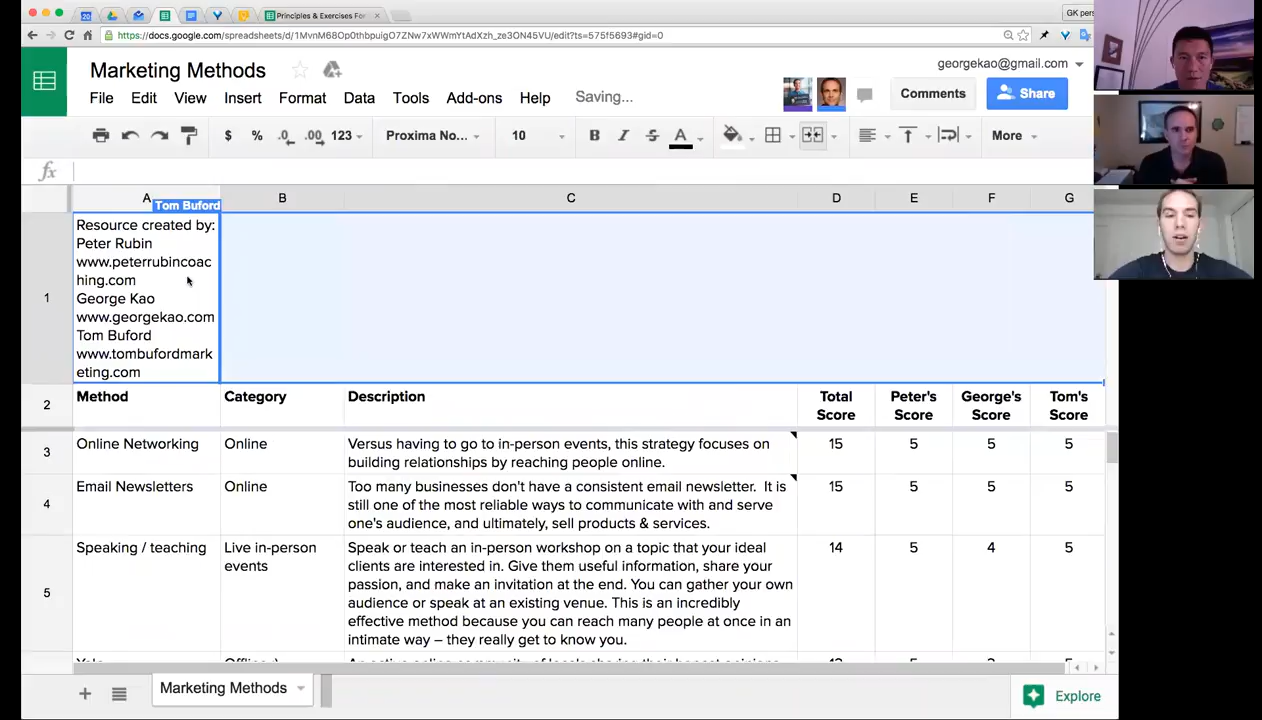 Principles & Exercises For
GK pers
https://docs.google.com/spreadsheets/d/1MvnM68Op0thbpuigO7ZNw7xWWmYtAdXzh_ze3ON45VU/edit?ts=575f5693#gid=0
Marketing Methods
georgekao@gmail.com
File Edit View Insert Format Data Tools Add-ons Help Saving...
Comments
Share
$ % .0 .00 123 Proxima No... 10 B I S A More
fx
A B C D E F G
Tom Buford
1
Resource created by:
Peter Rubin
www.peterrubincoac
hing.com
George Kao
www.georgekao.com
Tom Buford
www.tombufordmark
eting.com
2 Method Category Description Total Score Peter's Score George's Score Tom's Score
3 Online Networking Online Versus having to go to in-person events, this strategy focuses on 15 5 5 5
building relationships by reaching people online.
4 Email Newsletters Online Too many businesses don't have a consistent email newsletter. It is 15 5 5 5
still one of the most reliable ways to communicate with and serve
one's audience, and ultimately, sell products & services.
5 Speaking / teaching Live in-person events Speak or teach an in-person workshop on a topic that your ideal 14 5 4 5
clients are interested in. Give them useful information, share your
passion, and make an invitation at the end. You can gather your own
audience or speak at an existing venue. This is an incredibly
effective method because you can reach many people at once in an
intimate way – they really get to know you.
Marketing Methods
Explore